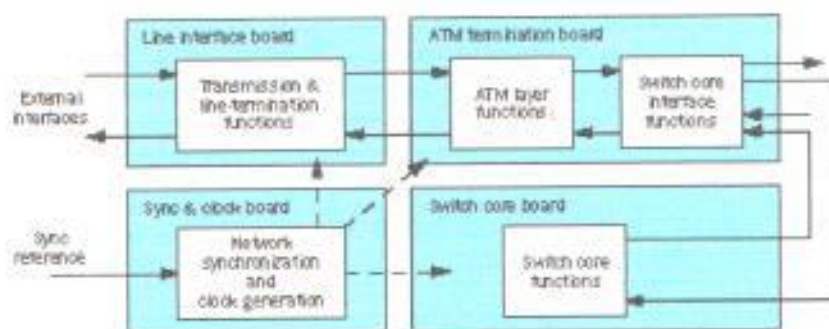 Line interface board
Transmission &
line-termination
functions
External
interfaces
ATM termination board
ATM layer
functions
Switch core
interface
functions
Sync & clock board
Sync
reference
Network
synchronization
and
clock generation
Switch core board
Switch core
functions